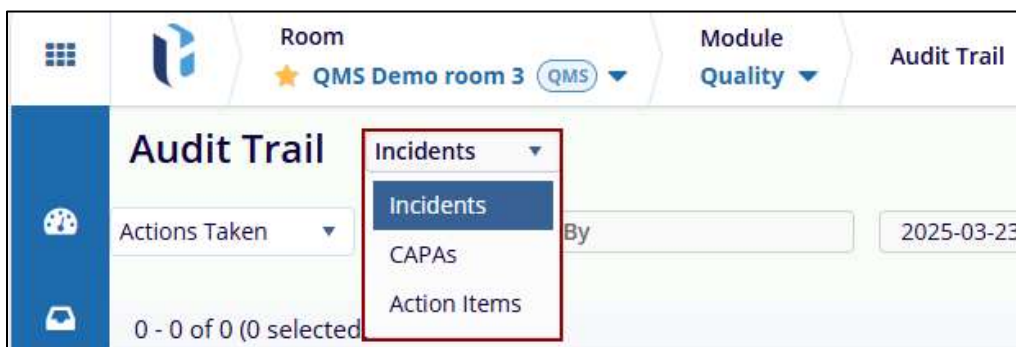 Room
QMS Demo room 3 QMS
Module
Quality
Audit Trail
Audit Trail
Incidents
Incidents
CAPAs
Action Items
Actions Taken
By
2025-03-23
0 - 0 of 0 (0 selected